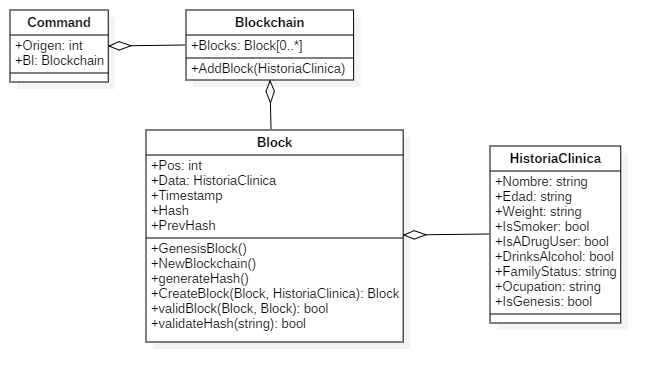 Command
+Origen: int
+Bl: Blockchain
Blockchain
+Blocks: Block[0..*]
+AddBlock(HistoriaClinica)
Block
+Pos: int
+Data: HistoriaClinica
+Timestamp
+Hash
+PrevHash
+GenesisBlock()
+NewBlockchain()
+generateHash()
+CreateBlock(Block, HistoriaClinica): Block
+validBlock(Block, Block): bool
+validateHash(string): bool
HistoriaClinica
+Nombre: string
+Edad: string
+Weight: string
+IsSmoker: bool
+IsADrugUser: bool
+DrinksAlcohol: bool
+FamilyStatus: string
+Ocupation: string
+IsGenesis: bool